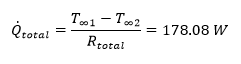 Q̇_total = (T_∞1 − T_∞2) / R_total = 178.08 W